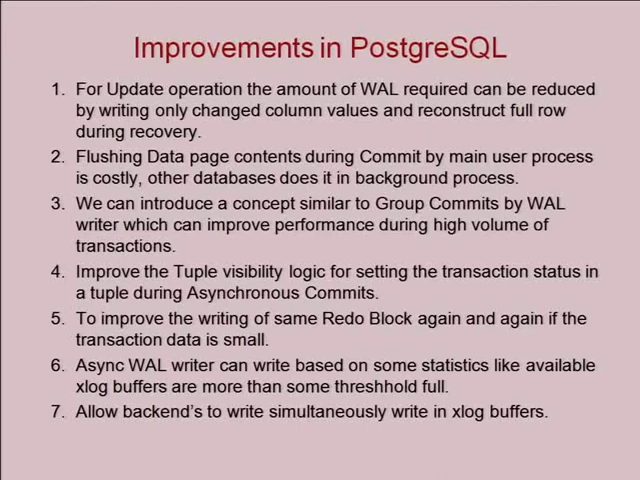 Improvements in PostgreSQL
1. For Update operation the amount of WAL required can be reduced
by writing only changed column values and reconstruct full row
during recovery.
2. Flushing Data page contents during Commit by main user process
is costly, other databases does it in background process.
3. We can introduce a concept similar to Group Commits by WAL
writer which can improve performance during high volume of
transactions.
4. Improve the Tuple visibility logic for setting the transaction status in
a tuple during Asynchronous Commits.
5. To improve the writing of same Redo Block again and again if the
transaction data is small.
6. Async WAL writer can write based on some statistics like available
xlog buffers are more than some threshhold full.
7. Allow backend's to write simultaneously write in xlog buffers.